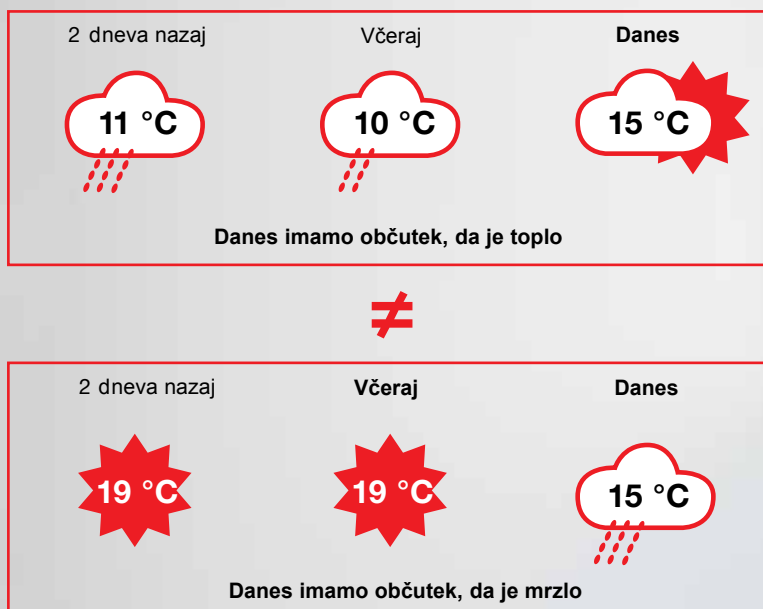 2 dneva nazaj Včeraj Danes
11 °C 10 °C 15 °C
Danes imamo občutek, da je toplo
≠
2 dneva nazaj Včeraj Danes
19 °C 19 °C 15 °C
Danes imamo občutek, da je mrzlo